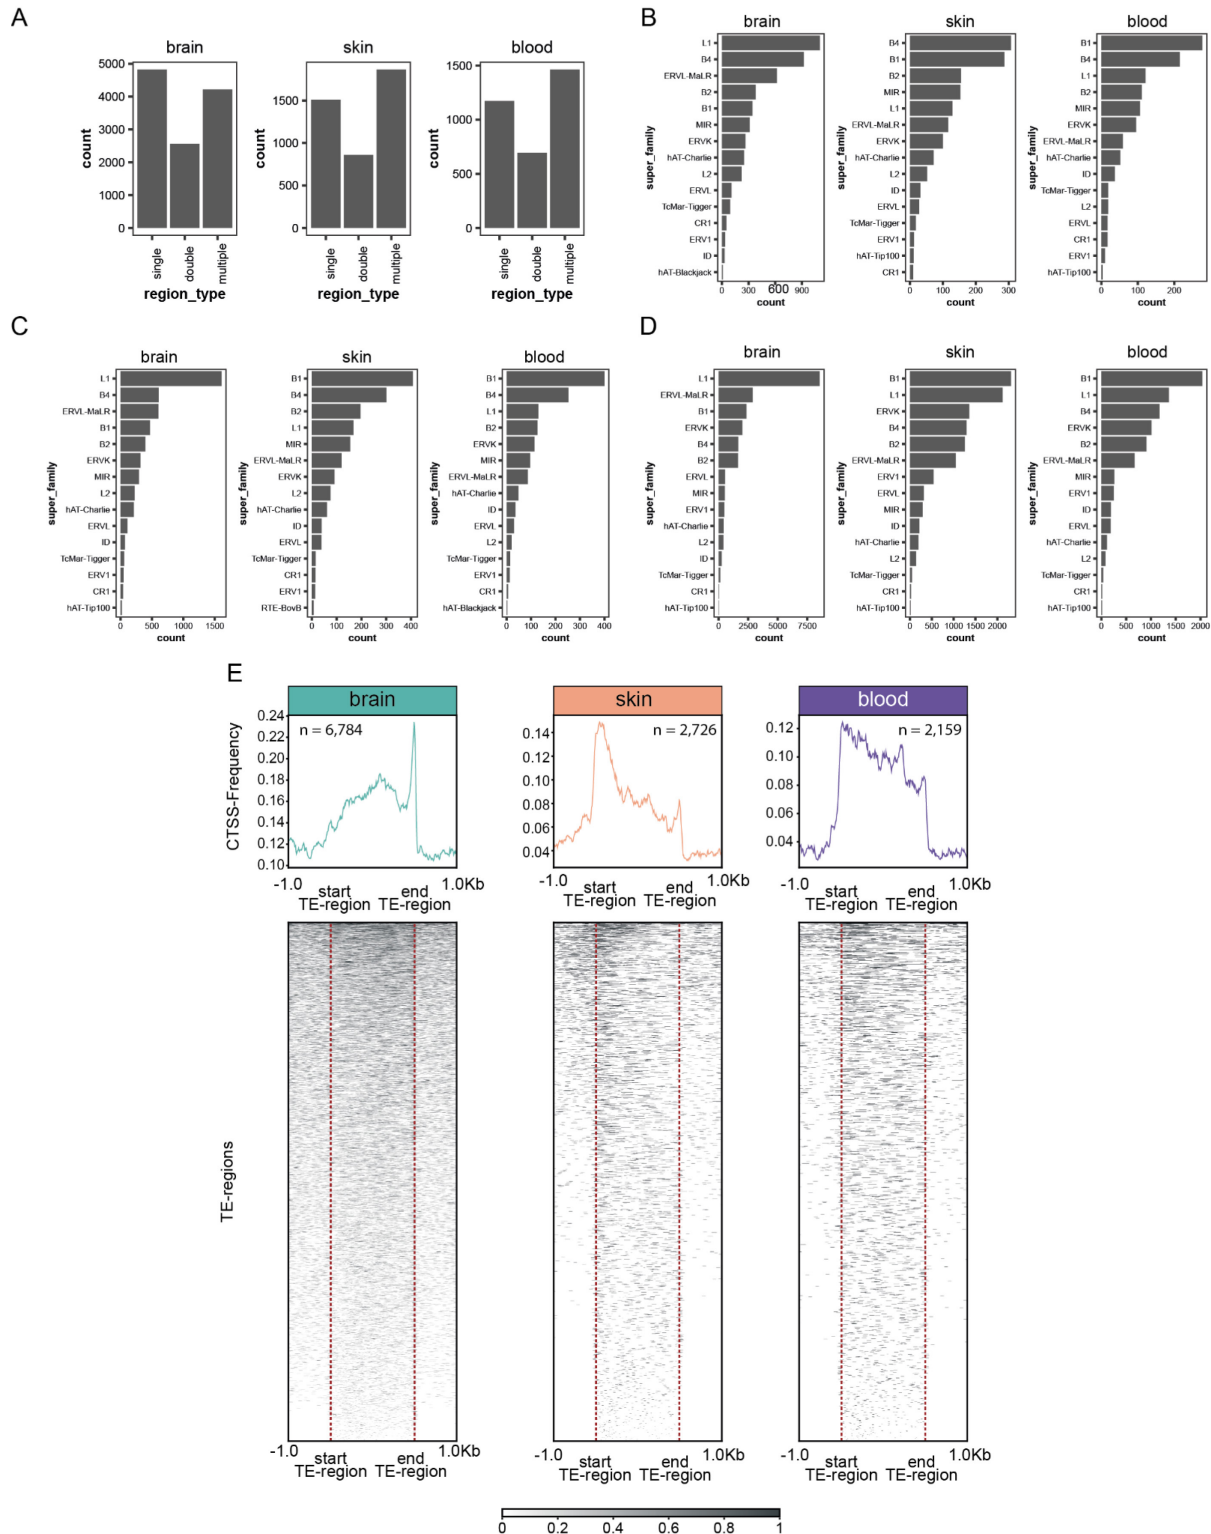 A
brain
skin
blood
count
5000
4000
3000
2000
1000
0
single
double
multiple
region_type
count
1500
1000
500
0
single
double
multiple
region_type
count
1500
1000
500
0
single
double
multiple
region_type
B
brain
skin
blood
super_family
L1
B4
ERVL-MaLR
B2
B1
MIR
ERVK
hAT-Charlie
L2
ERVL
TcMar-Tigger
CR1
ERV1
ID
hAT-Blackjack
0 300 600 900
count
super_family
B4
B1
B2
MIR
L1
ERVL-MaLR
ERVK
hAT-Charlie
L2
ID
ERVL
TcMar-Tigger
ERV1
hAT-Tip100
CR1
0 100 200 300
count
super_family
B1
B4
L1
B2
MIR
ERVK
ERVL-MaLR
hAT-Charlie
ID
TcMar-Tigger
L2
ERVL
CR1
ERV1
hAT-Tip100
0 100 200
count
C
brain
skin
blood
super_family
L1
B4
ERVL-MaLR
B1
B2
ERVK
MIR
L2
hAT-Charlie
ERVL
ID
TcMar-Tigger
ERV1
CR1
hAT-Tip100
0 500 1000 1500
count
super_family
B1
B4
B2
L1
MIR
ERVL-MaLR
ERVK
L2
hAT-Charlie
ID
ERVL
TcMar-Tigger
CR1
ERV1
RTE-BovB
0 100 200 300 400
count
super_family
B1
B4
L1
B2
ERVK
MIR
ERVL-MaLR
hAT-Charlie
ID
ERVL
L2
TcMar-Tigger
ERV1
CR1
hAT-Blackjack
0 100 200 300 400
count
D
brain
skin
blood
super_family
L1
ERVL-MaLR
B1
ERVK
B4
B2
ERVL
MIR
ERV1
hAT-Charlie
L2
ID
TcMar-Tigger
CR1
hAT-Tip100
0 2500 5000 7500
count
super_family
B1
L1
ERVK
B4
B2
ERVL-MaLR
ERV1
ERVL
MIR
ID
hAT-Charlie
L2
TcMar-Tigger
CR1
hAT-Tip100
0 500 1000 1500 2000
count
super_family
B1
L1
B4
ERVK
B2
ERVL-MaLR
MIR
ERV1
ID
ERVL
hAT-Charlie
L2
TcMar-Tigger
CR1
hAT-Tip100
0 500 1000 1500 2000
count
E
brain
skin
blood
CTSS-Frequency
n = 6,784
0.24
0.22
0.20
0.18
0.16
0.14
0.12
0.10
-1.0 start TE-region end TE-region 1.0Kb
n = 2,726
0.14
0.12
0.10
0.08
0.06
0.04
-1.0 start TE-region end TE-region 1.0Kb
n = 2,159
0.12
0.10
0.08
0.06
0.04
-1.0 start TE-region end TE-region 1.0Kb
TE-regions
-1.0 start TE-region end TE-region 1.0Kb
-1.0 start TE-region end TE-region 1.0Kb
-1.0 start TE-region end TE-region 1.0Kb
0 0.2 0.4 0.6 0.8 1